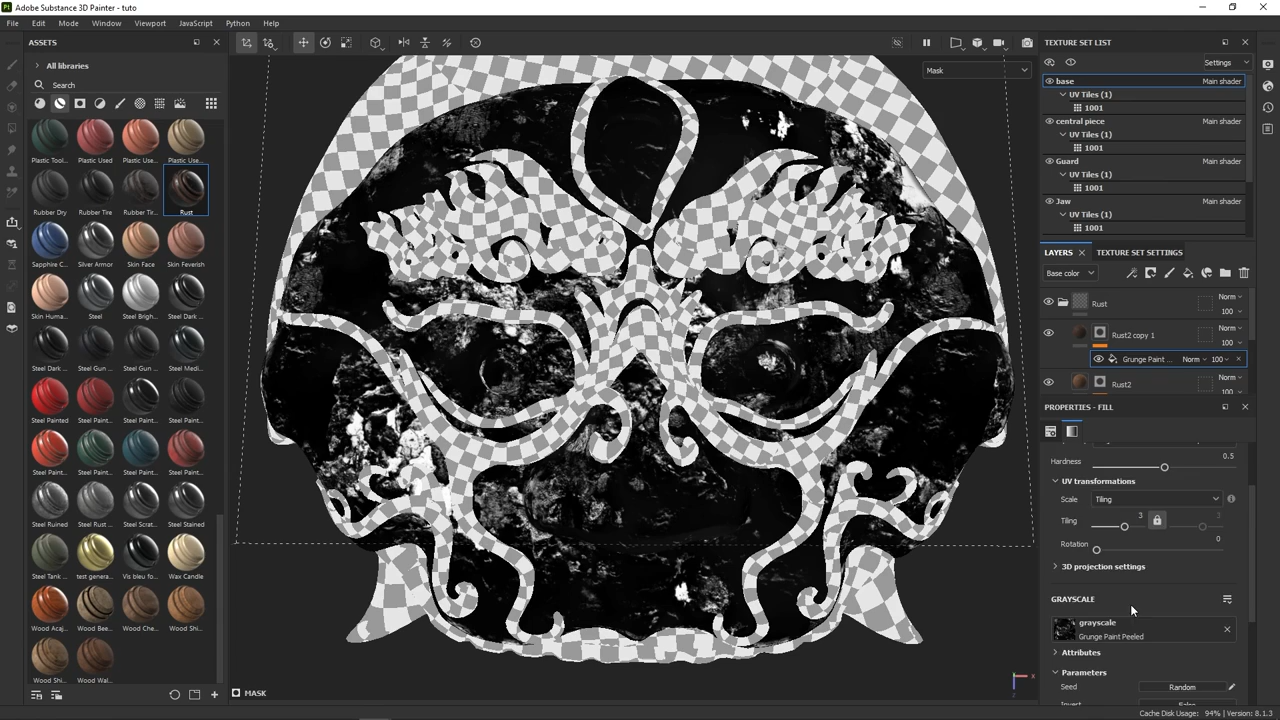 Adobe Substance 3D Painter - tuto
File Edit Mode Window Viewport JavaScript Python Help
ASSETS
All libraries
Search
Plastic Tool... Plastic Used Plastic Use... Plastic Use...
Rubber Dry Rubber Tire Rubber Tir... Rust
Sapphire C... Silver Armor Skin Face Skin Feverish
Skin Huma... Steel Steel Brigh... Steel Dark ...
Steel Dark ... Steel Gun ... Steel Gun ... Steel Medi...
Steel Painted Steel Paint... Steel Paint... Steel Paint...
Steel Paint... Steel Paint... Steel Paint... Steel Paint...
Steel Ruined Steel Rust ... Steel Scrat... Steel Stained
Steel Tank ... test genera... Vis bleu fo... Wax Candle
Wood Acaj... Wood Bee... Wood Che... Wood Shi...
Wood Shi... Wood Wal...
Mask
MASK
TEXTURE SET LIST
Settings
base Main shader
UV Tiles (1)
1001
central piece Main shader
UV Tiles (1)
1001
Guard Main shader
UV Tiles (1)
1001
Jaw Main shader
UV Tiles (1)
1001
LAYERS TEXTURE SET SETTINGS
Base color
Rust Norm 100
Rust2 copy 1 Norm 100
Grunge Paint ... Norm 100
Rust2 Norm
PROPERTIES - FILL
Hardness 0.5
UV transformations
Scale Tiling
Tiling 3 3
Rotation 0
3D projection settings
GRAYSCALE
grayscale
Grunge Paint Peeled
Attributes
Parameters
Seed Random
Cache Disk Usage: 94% | Version: 8.1.3